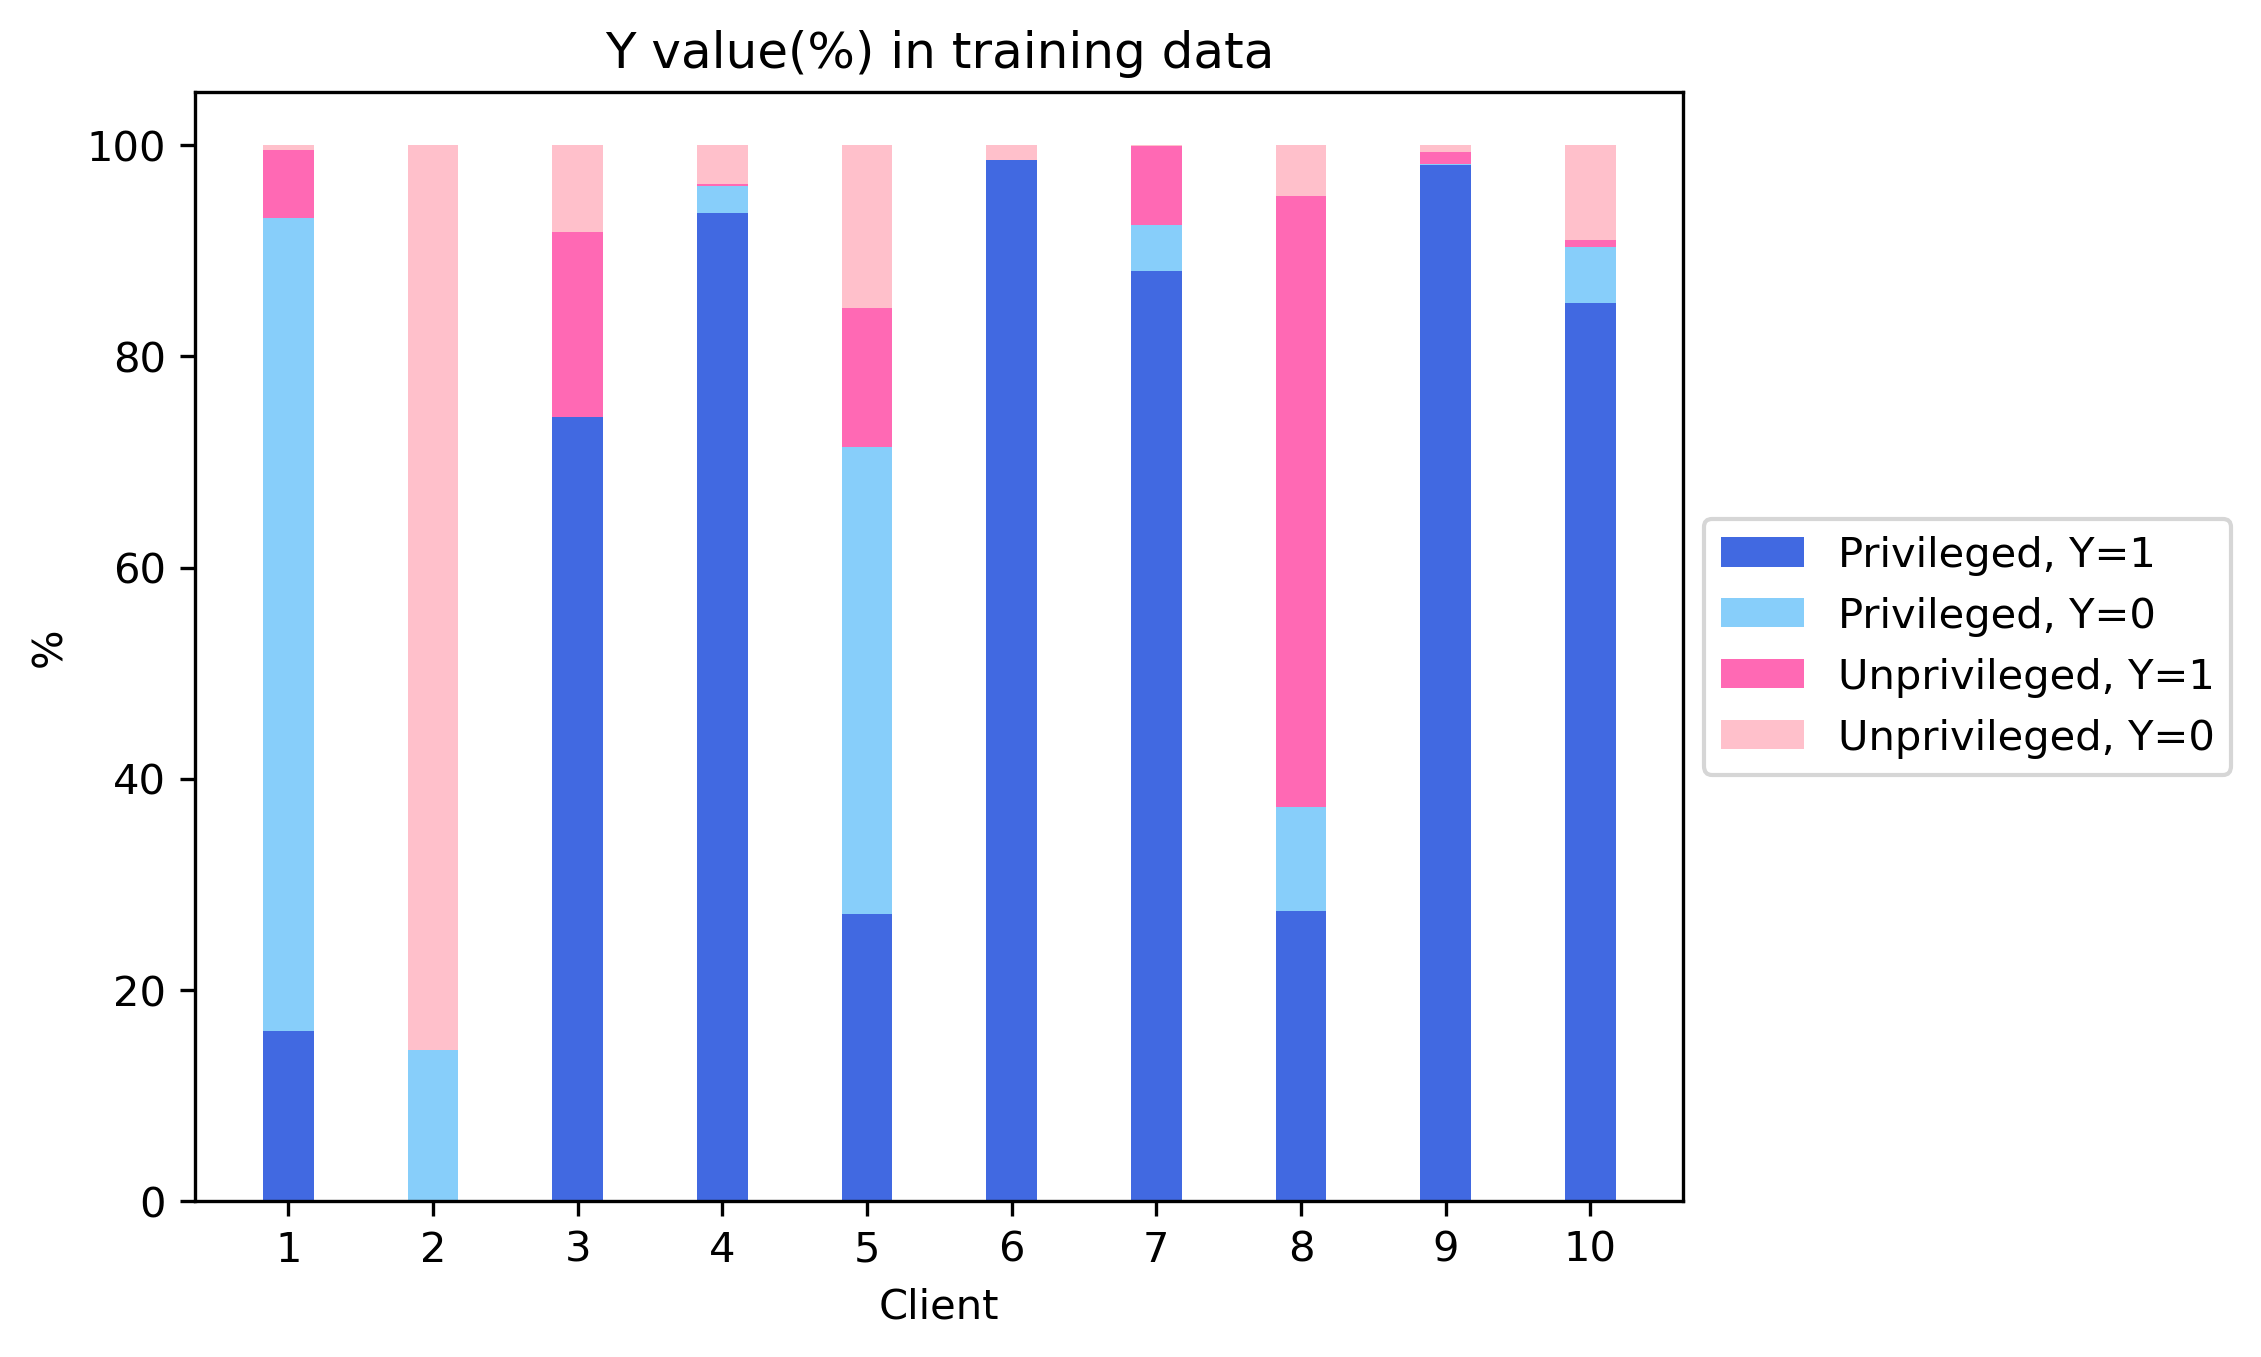 Y value(%) in training data
%
100
80
60
40
20
0
1 2 3 4 5 6 7 8 9 10
Client
Privileged, Y=1
Privileged, Y=0
Unprivileged, Y=1
Unprivileged, Y=0